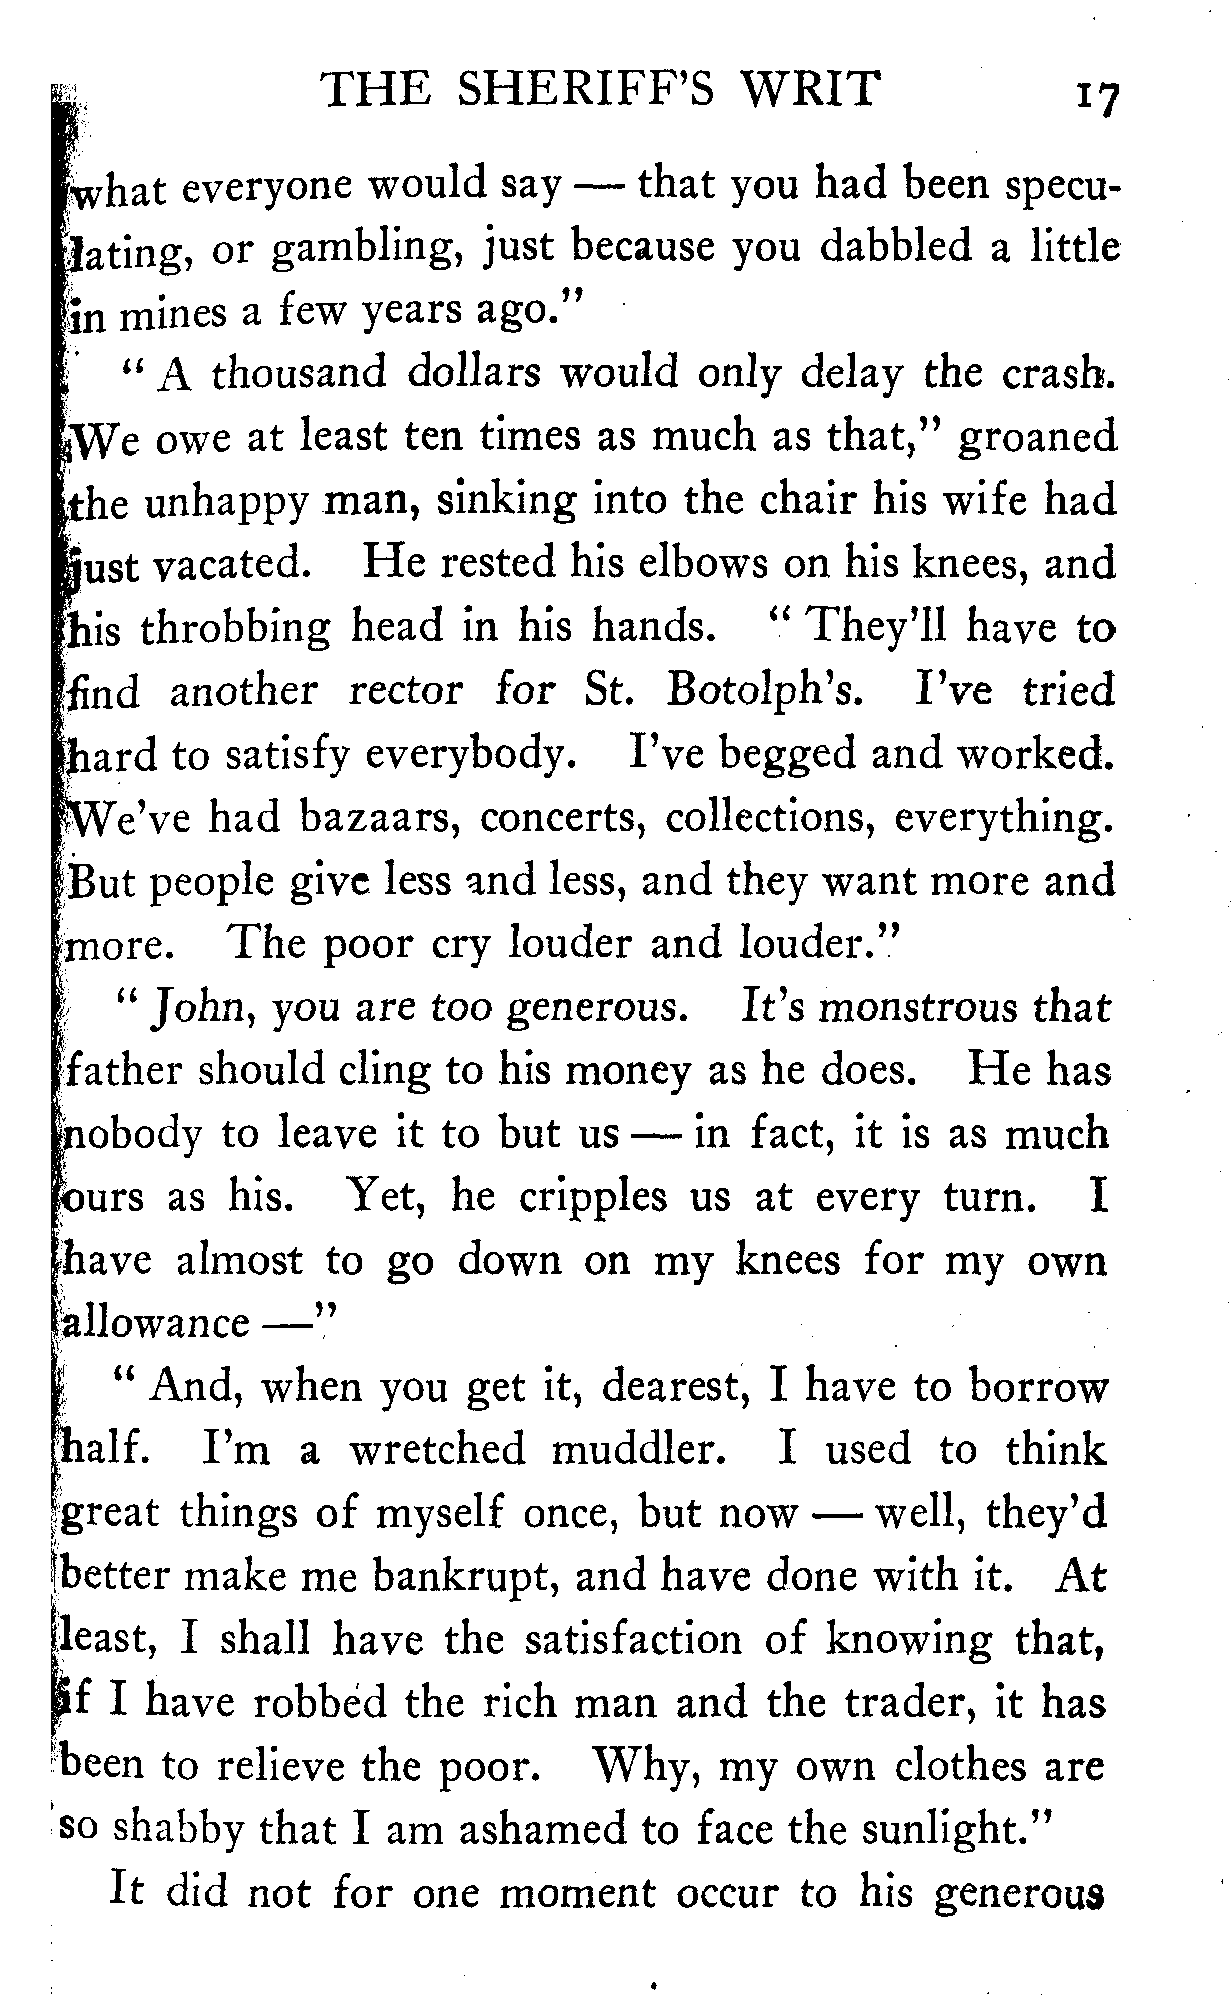 THE SHERIFF'S WRIT 17
what everyone would say — that you had been specu-
lating, or gambling, just because you dabbled a little
in mines a few years ago."
" A thousand dollars would only delay the crash.
We owe at least ten times as much as that," groaned
the unhappy man, sinking into the chair his wife had
just vacated. He rested his elbows on his knees, and
his throbbing head in his hands. " They'll have to
find another rector for St. Botolph's. I've tried
hard to satisfy everybody. I've begged and worked.
We've had bazaars, concerts, collections, everything.
But people give less and less, and they want more and
more. The poor cry louder and louder."
" John, you are too generous. It's monstrous that
father should cling to his money as he does. He has
nobody to leave it to but us — in fact, it is as much
ours as his. Yet, he cripples us at every turn. I
have almost to go down on my knees for my own
allowance —"
" And, when you get it, dearest, I have to borrow
half. I'm a wretched muddler. I used to think
great things of myself once, but now — well, they'd
better make me bankrupt, and have done with it. At
least, I shall have the satisfaction of knowing that,
if I have robbed the rich man and the trader, it has
been to relieve the poor. Why, my own clothes are
so shabby that I am ashamed to face the sunlight."
It did not for one moment occur to his generous